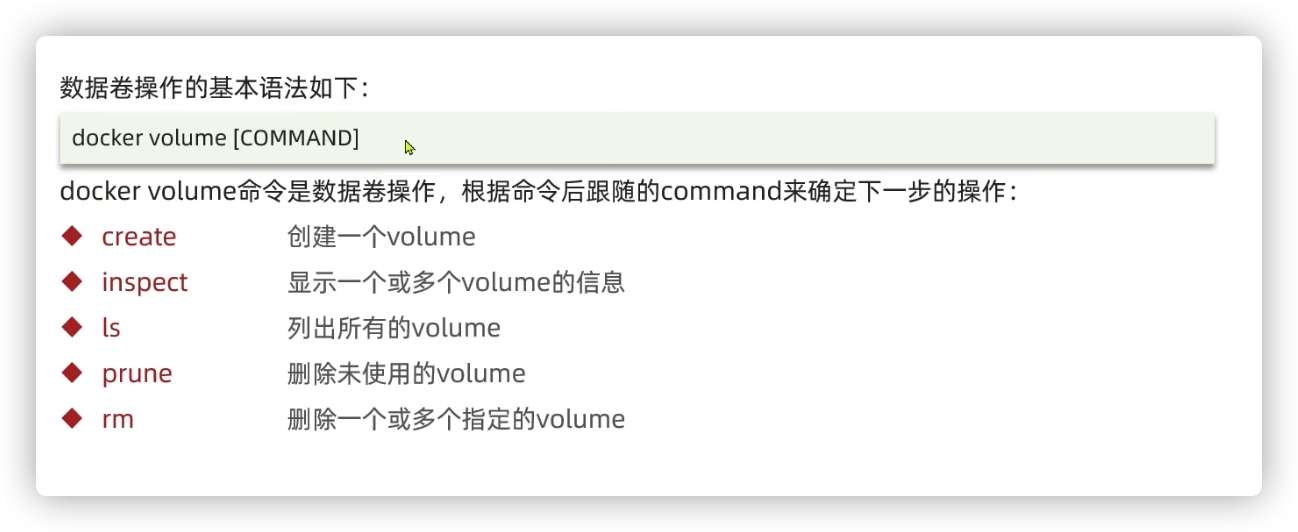 数据卷操作的基本语法如下：
docker volume [COMMAND]
docker volume命令是数据卷操作，根据命令后跟随的command来确定下一步的操作：
◆ create 创建一个volume
◆ inspect 显示一个或多个volume的信息
◆ ls 列出所有的volume
◆ prune 删除未使用的volume
◆ rm 删除一个或多个指定的volume